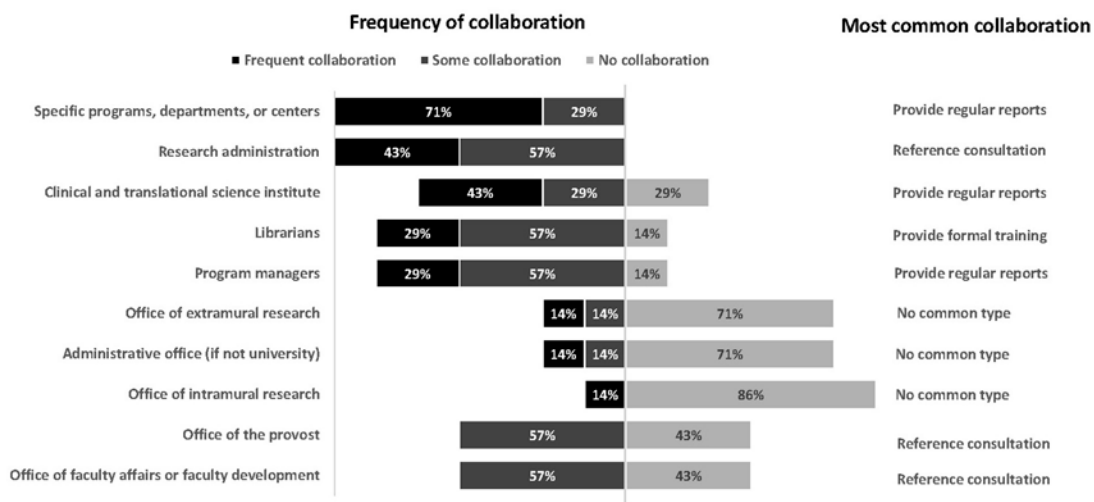 Frequency of collaboration Most common collaboration
Frequent collaboration Some collaboration No collaboration
Specific programs, departments, or centers 71% 29% Provide regular reports
Research administration 43% 57% Reference consultation
Clinical and translational science institute 43% 29% 29% Provide regular reports
Librarians 29% 57% 14% Provide formal training
Program managers 29% 57% 14% Provide regular reports
Office of extramural research 14% 14% 71% No common type
Administrative office (if not university) 14% 14% 71% No common type
Office of intramural research 14% 86% No common type
Office of the provost 57% 43% Reference consultation
Office of faculty affairs or faculty development 57% 43% Reference consultation